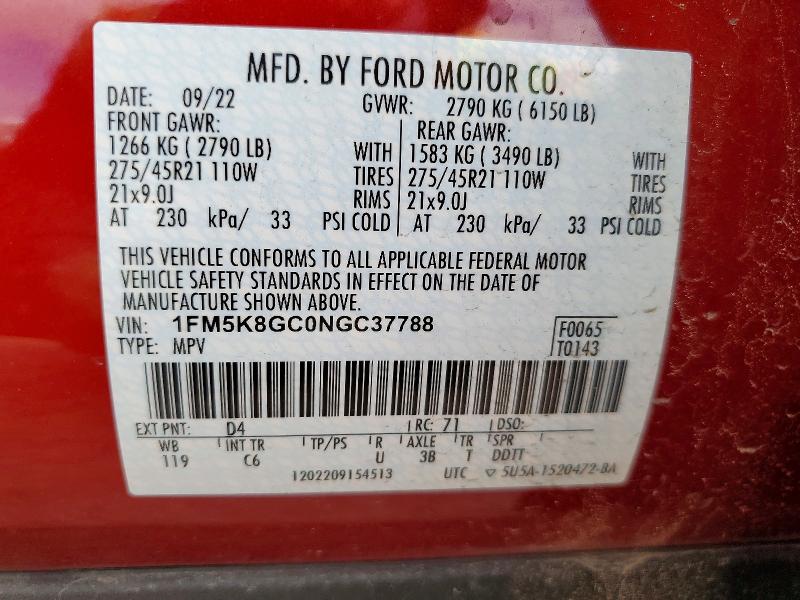 MFD. BY FORD MOTOR CO.
DATE: 09/22 GVWR: 2790 KG ( 6150 LB)
FRONT GAWR: REAR GAWR:
1266 KG ( 2790 LB) WITH 1583 KG ( 3490 LB) WITH
275/45R21 110W TIRES 275/45R21 110W TIRES
21x9.0J RIMS 21x9.0J RIMS
AT 230 kPa/ 33 PSI COLD AT 230 kPa/ 33 PSI COLD
THIS VEHICLE CONFORMS TO ALL APPLICABLE FEDERAL MOTOR
VEHICLE SAFETY STANDARDS IN EFFECT ON THE DATE OF
MANUFACTURE SHOWN ABOVE.
VIN: 1FM5K8GC0NGC37788 F0065
TYPE: MPV T0143
EXT PNT: D4 RC: 71 DSO:
WB INT TR TP/PS R AXLE TR SPR
119 C6 U 3B T DDTT
1202209154513 UTC ▽ 5U5A-1520472-BA